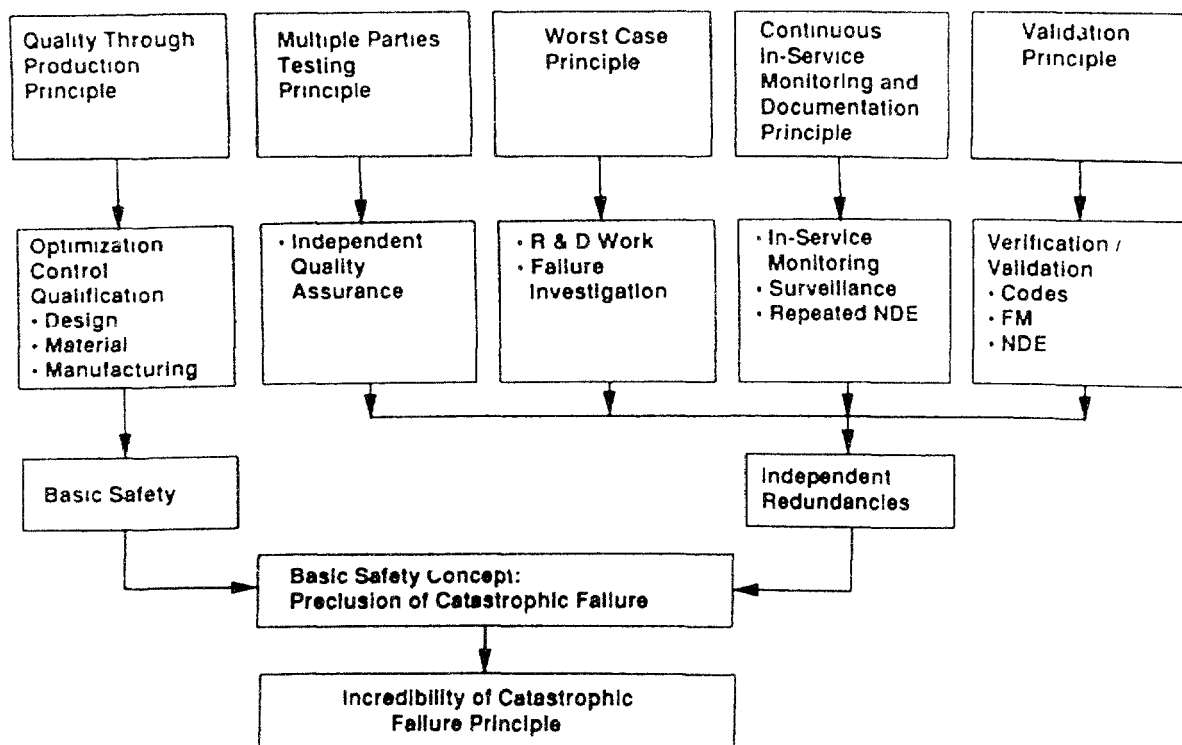 Quality Through
Production
Principle
Multiple Parties
Testing
Principle
Worst Case
Principle
Continuous
In-Service
Monitoring and
Documentation
Principle
Validation
Principle
Optimization
Control
Qualification
• Design
• Material
• Manufacturing
• Independent
Quality
Assurance
• R & D Work
• Failure
Investigation
• In-Service
Monitoring
• Surveillance
• Repeated NDE
Verification /
Validation
• Codes
• FM
• NDE
Basic Safety
Independent
Redundancies
Basic Safety Concept:
Preclusion of Catastrophic Failure
Incredibility of Catastrophic
Failure Principle